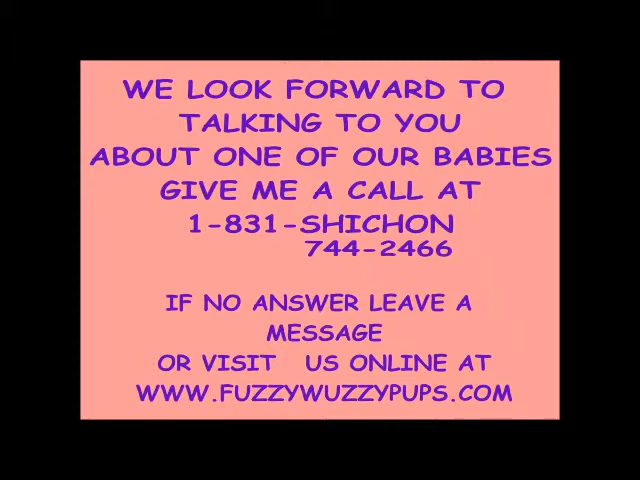 WE LOOK FORWARD TO
TALKING TO YOU
ABOUT ONE OF OUR BABIES
GIVE ME A CALL AT
1-831-SHICHON
744-2466
IF NO ANSWER LEAVE A
MESSAGE
OR VISIT US ONLINE AT
WWW.FUZZYWUZZYPUPS.COM